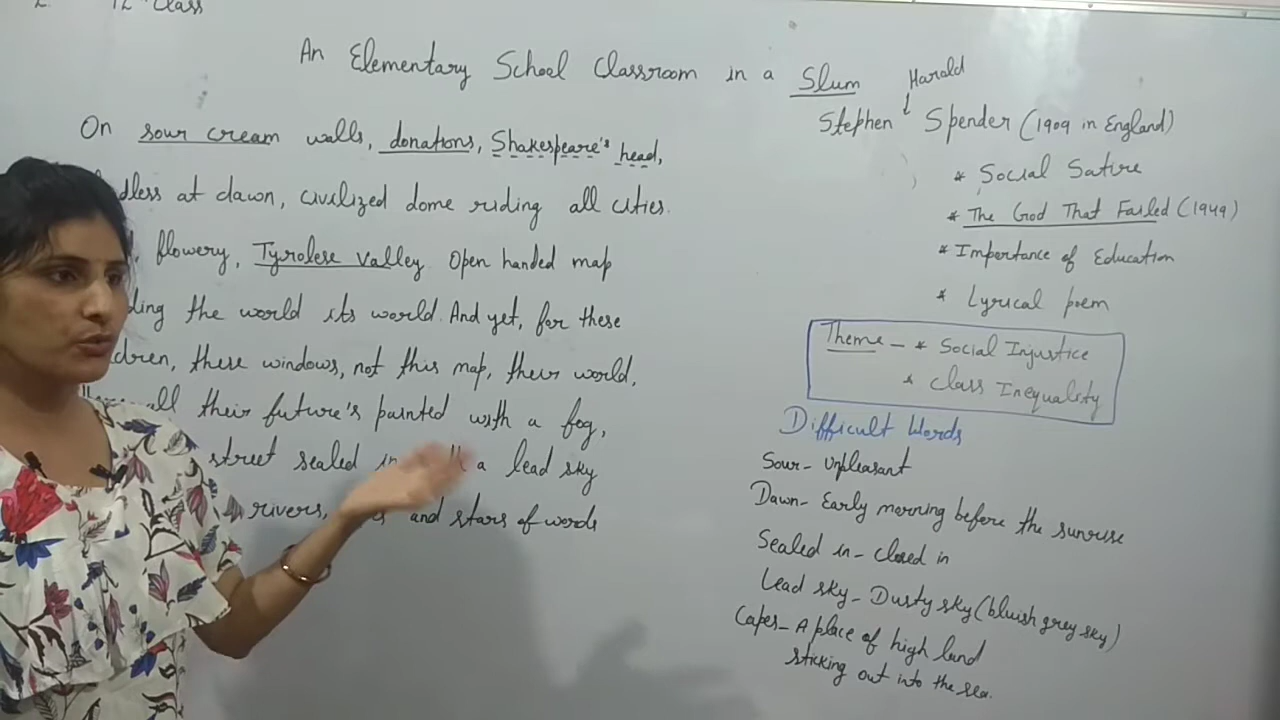 12th Class
An Elementary School Classroom in a Slum
On sour cream walls, donations, Shakespeare's head,
at dawn, civilized dome riding all cities.
flowery, Tyrolese valley. Open handed map
the world its world. And yet, for these
these windows, not this map, their world,
all their future's painted with a fog,
street sealed in a lead sky
rivers, and stars of words
Harald
Stephen ↓ Spender (1909 in England)
* Social Satire
* The God That Failed (1949)
* Importance of Education
* Lyrical poem
Theme - * Social Injustice
* Class Inequality
Difficult Words
Sour - Unpleasant
Dawn - Early morning before the sunrise
Sealed in - closed in
Lead sky - Dusty sky (bluish grey sky)
Capes - A place of high land
sticking out into the sea.